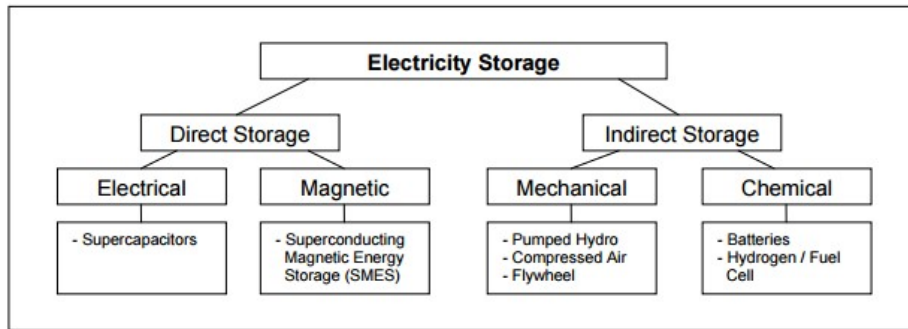 Electricity Storage
Direct Storage
Indirect Storage
Electrical
Magnetic
Mechanical
Chemical
- Supercapacitors
- Superconducting
Magnetic Energy
Storage (SMES)
- Pumped Hydro
- Compressed Air
- Flywheel
- Batteries
- Hydrogen / Fuel
Cell